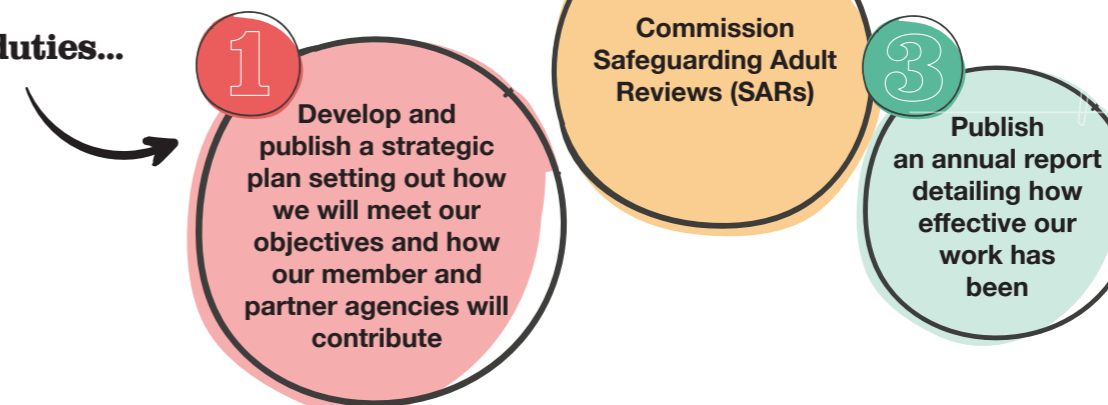 duties...
1
Develop and
publish a strategic
plan setting out how
we will meet our
objectives and how
our member and
partner agencies will
contribute
Commission
Safeguarding Adult
Reviews (SARs)
3
Publish
an annual report
detailing how
effective our
work has
been